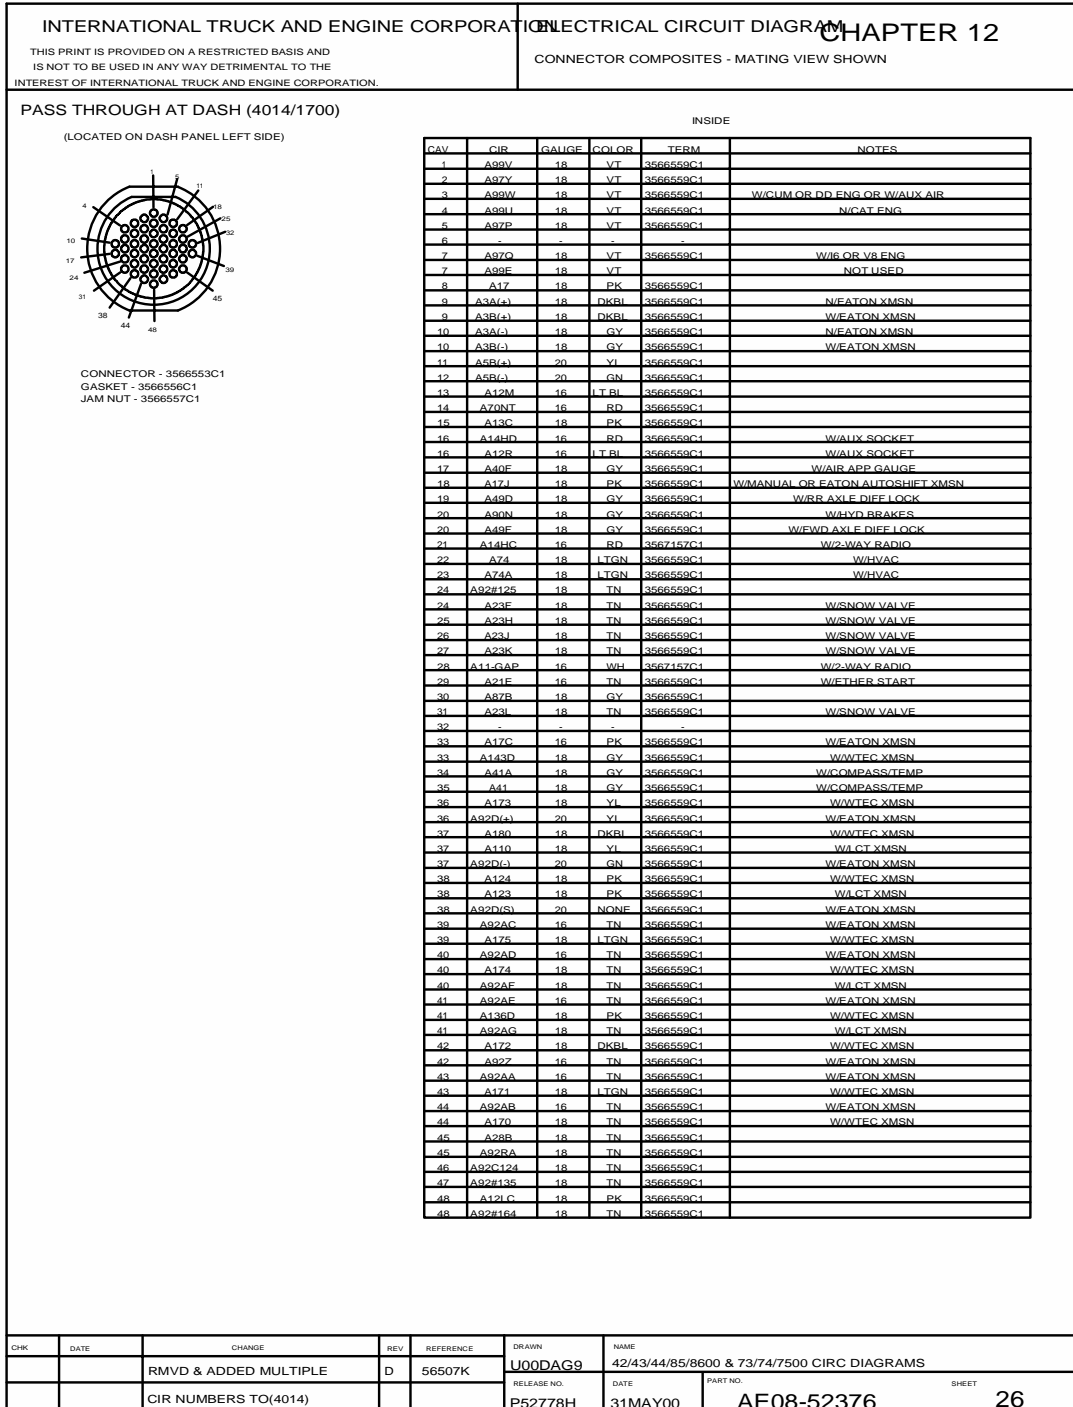 INTERNATIONAL TRUCK AND ENGINE CORPORATION
THIS PRINT IS PROVIDED ON A RESTRICTED BASIS AND
IS NOT TO BE USED IN ANY WAY DETRIMENTAL TO THE
INTEREST OF INTERNATIONAL TRUCK AND ENGINE CORPORATION.
ELECTRICAL CIRCUIT DIAGRAM
CHAPTER 12
CONNECTOR COMPOSITES - MATING VIEW SHOWN
PASS THROUGH AT DASH (4014/1700)
(LOCATED ON DASH PANEL LEFT SIDE)
1
5
11
4
18
25
32
10
17
24
39
31
45
38
44
48
CONNECTOR - 3566553C1
GASKET - 3566556C1
JAM NUT - 3566557C1
INSIDE
CAV CIR GAUGE COLOR TERM NOTES
1 A99V 18 VT 3566559C1
2 A97Y 18 VT 3566559C1
3 A99W 18 VT 3566559C1 W/CUM OR DD ENG OR W/AUX AIR
4 A99U 18 VT 3566559C1 N/CAT ENG
5 A97P 18 VT 3566559C1
6 - - - -
7 A97Q 18 VT 3566559C1 W/I6 OR V8 ENG
7 A99E 18 VT NOT USED
8 A17 18 PK 3566559C1
9 A3A(+) 18 DKBL 3566559C1 N/EATON XMSN
9 A3B(+) 18 DKBL 3566559C1 W/EATON XMSN
10 A3A(-) 18 GY 3566559C1 N/EATON XMSN
10 A3B(-) 18 GY 3566559C1 W/EATON XMSN
11 A5B(+) 20 YL 3566559C1
12 A5B(-) 20 GN 3566559C1
13 A12M 16 LT BL 3566559C1
14 A70NT 16 RD 3566559C1
15 A13C 18 PK 3566559C1
16 A14HD 16 RD 3566559C1 W/AUX SOCKET
16 A12R 16 LT BL 3566559C1 W/AUX SOCKET
17 A40F 18 GY 3566559C1 W/AIR APP GAUGE
18 A17J 18 PK 3566559C1 W/MANUAL OR EATON AUTOSHIFT XMSN
19 A49D 18 GY 3566559C1 W/RR AXLE DIFF LOCK
20 A90N 18 GY 3566559C1 W/HYD BRAKES
20 A49F 18 GY 3566559C1 W/FWD AXLE DIFF LOCK
21 A14HC 16 RD 3567157C1 W/2-WAY RADIO
22 A74 18 LTGN 3566559C1 W/HVAC
23 A74A 18 LTGN 3566559C1 W/HVAC
24 A92#125 18 TN 3566559C1
24 A23F 18 TN 3566559C1 W/SNOW VALVE
25 A23H 18 TN 3566559C1 W/SNOW VALVE
26 A23J 18 TN 3566559C1 W/SNOW VALVE
27 A23K 18 TN 3566559C1 W/SNOW VALVE
28 A11-GAP 16 WH 3567157C1 W/2-WAY RADIO
29 A21F 16 TN 3566559C1 W/ETHER START
30 A87B 18 GY 3566559C1
31 A23L 18 TN 3566559C1 W/SNOW VALVE
32 - - - -
33 A17C 16 PK 3566559C1 W/EATON XMSN
33 A143D 18 GY 3566559C1 W/WTEC XMSN
34 A41A 18 GY 3566559C1 W/COMPASS/TEMP
35 A41 18 GY 3566559C1 W/COMPASS/TEMP
36 A173 18 YL 3566559C1 W/WTEC XMSN
36 A92D(+) 20 YL 3566559C1 W/EATON XMSN
37 A180 18 DKBL 3566559C1 W/WTEC XMSN
37 A110 18 YL 3566559C1 W/LCT XMSN
37 A92D(-) 20 GN 3566559C1 W/EATON XMSN
38 A124 18 PK 3566559C1 W/WTEC XMSN
38 A123 18 PK 3566559C1 W/LCT XMSN
38 A92D(S) 20 NONE 3566559C1 W/EATON XMSN
39 A92AC 16 TN 3566559C1 W/EATON XMSN
39 A175 18 LTGN 3566559C1 W/WTEC XMSN
40 A92AD 16 TN 3566559C1 W/EATON XMSN
40 A174 18 TN 3566559C1 W/WTEC XMSN
40 A92AF 18 TN 3566559C1 W/LCT XMSN
41 A92AE 16 TN 3566559C1 W/EATON XMSN
41 A136D 18 PK 3566559C1 W/WTEC XMSN
41 A92AG 18 TN 3566559C1 W/LCT XMSN
42 A172 18 DKBL 3566559C1 W/WTEC XMSN
42 A92Z 16 TN 3566559C1 W/EATON XMSN
43 A92AA 16 TN 3566559C1 W/EATON XMSN
43 A171 18 LTGN 3566559C1 W/WTEC XMSN
44 A92AB 16 TN 3566559C1 W/EATON XMSN
44 A170 18 TN 3566559C1 W/WTEC XMSN
45 A28B 18 TN 3566559C1
45 A92RA 18 TN 3566559C1
46 A92C124 18 TN 3566559C1
47 A92#135 18 TN 3566559C1
48 A12LC 18 PK 3566559C1
48 A92#164 18 TN 3566559C1
CHK DATE CHANGE REV REFERENCE DRAWN NAME
RMVD & ADDED MULTIPLE D 56507K U00DAG9 42/43/44/85/8600 & 73/74/7500 CIRC DIAGRAMS
RELEASE NO. DATE PART NO. SHEET
CIR NUMBERS TO(4014) P52778H 31MAY00 AE08-52376 26